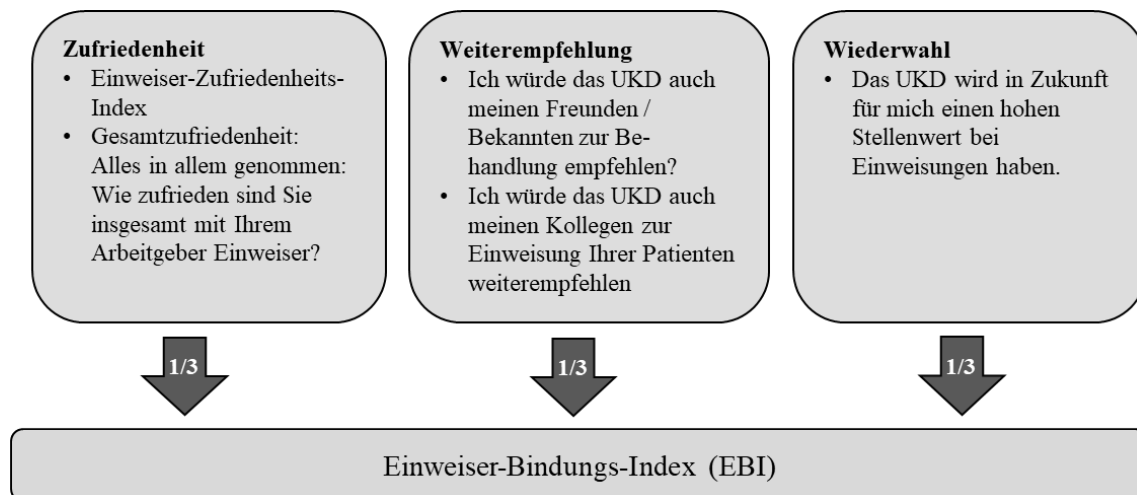 Zufriedenheit
• Einweiser-Zufriedenheits-
Index
• Gesamtzufriedenheit:
Alles in allem genommen:
Wie zufrieden sind Sie
insgesamt mit Ihrem
Arbeitgeber Einweiser?
Weiterempfehlung
• Ich würde das UKD auch
meinen Freunden /
Bekannten zur Be-
handlung empfehlen?
• Ich würde das UKD auch
meinen Kollegen zur
Einweisung Ihrer Patienten
weiterempfehlen
Wiederwahl
• Das UKD wird in Zukunft
für mich einen hohen
Stellenwert bei
Einweisungen haben.
1/3
1/3
1/3
Einweiser-Bindungs-Index (EBI)